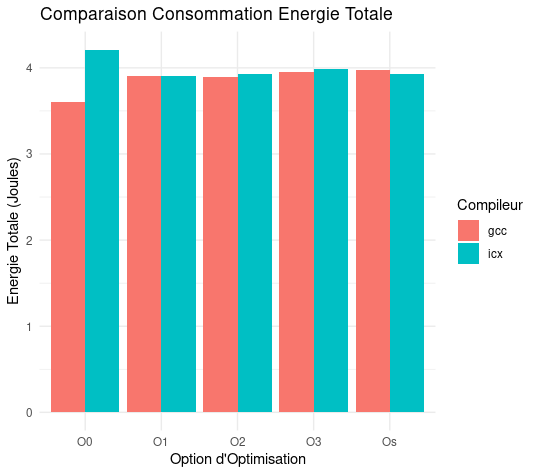 Comparaison Consommation Energie Totale
Energie Totale (Joules)
4
3
2
1
0
O0 O1 O2 O3 Os
Option d'Optimisation
Compileur
gcc
icx